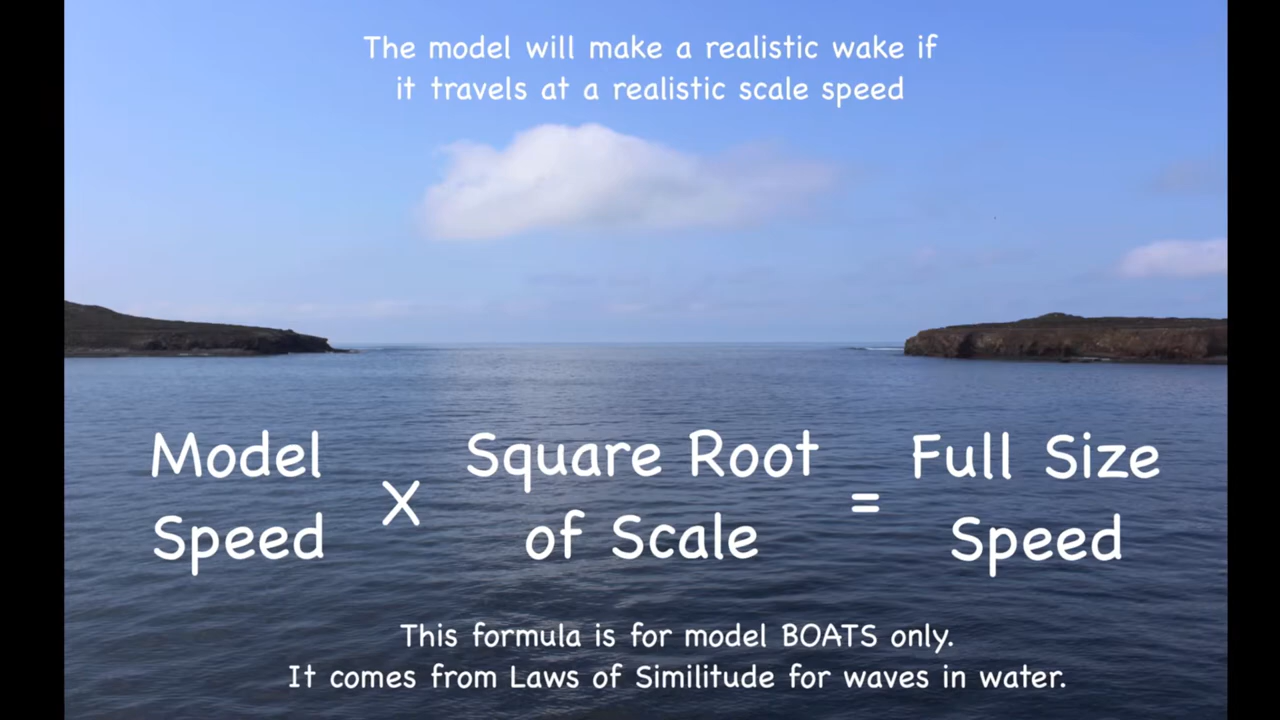 The model will make a realistic wake if
it travels at a realistic scale speed
Model Speed X Square Root of Scale = Full Size Speed
This formula is for model BOATS only.
It comes from Laws of Similitude for waves in water.